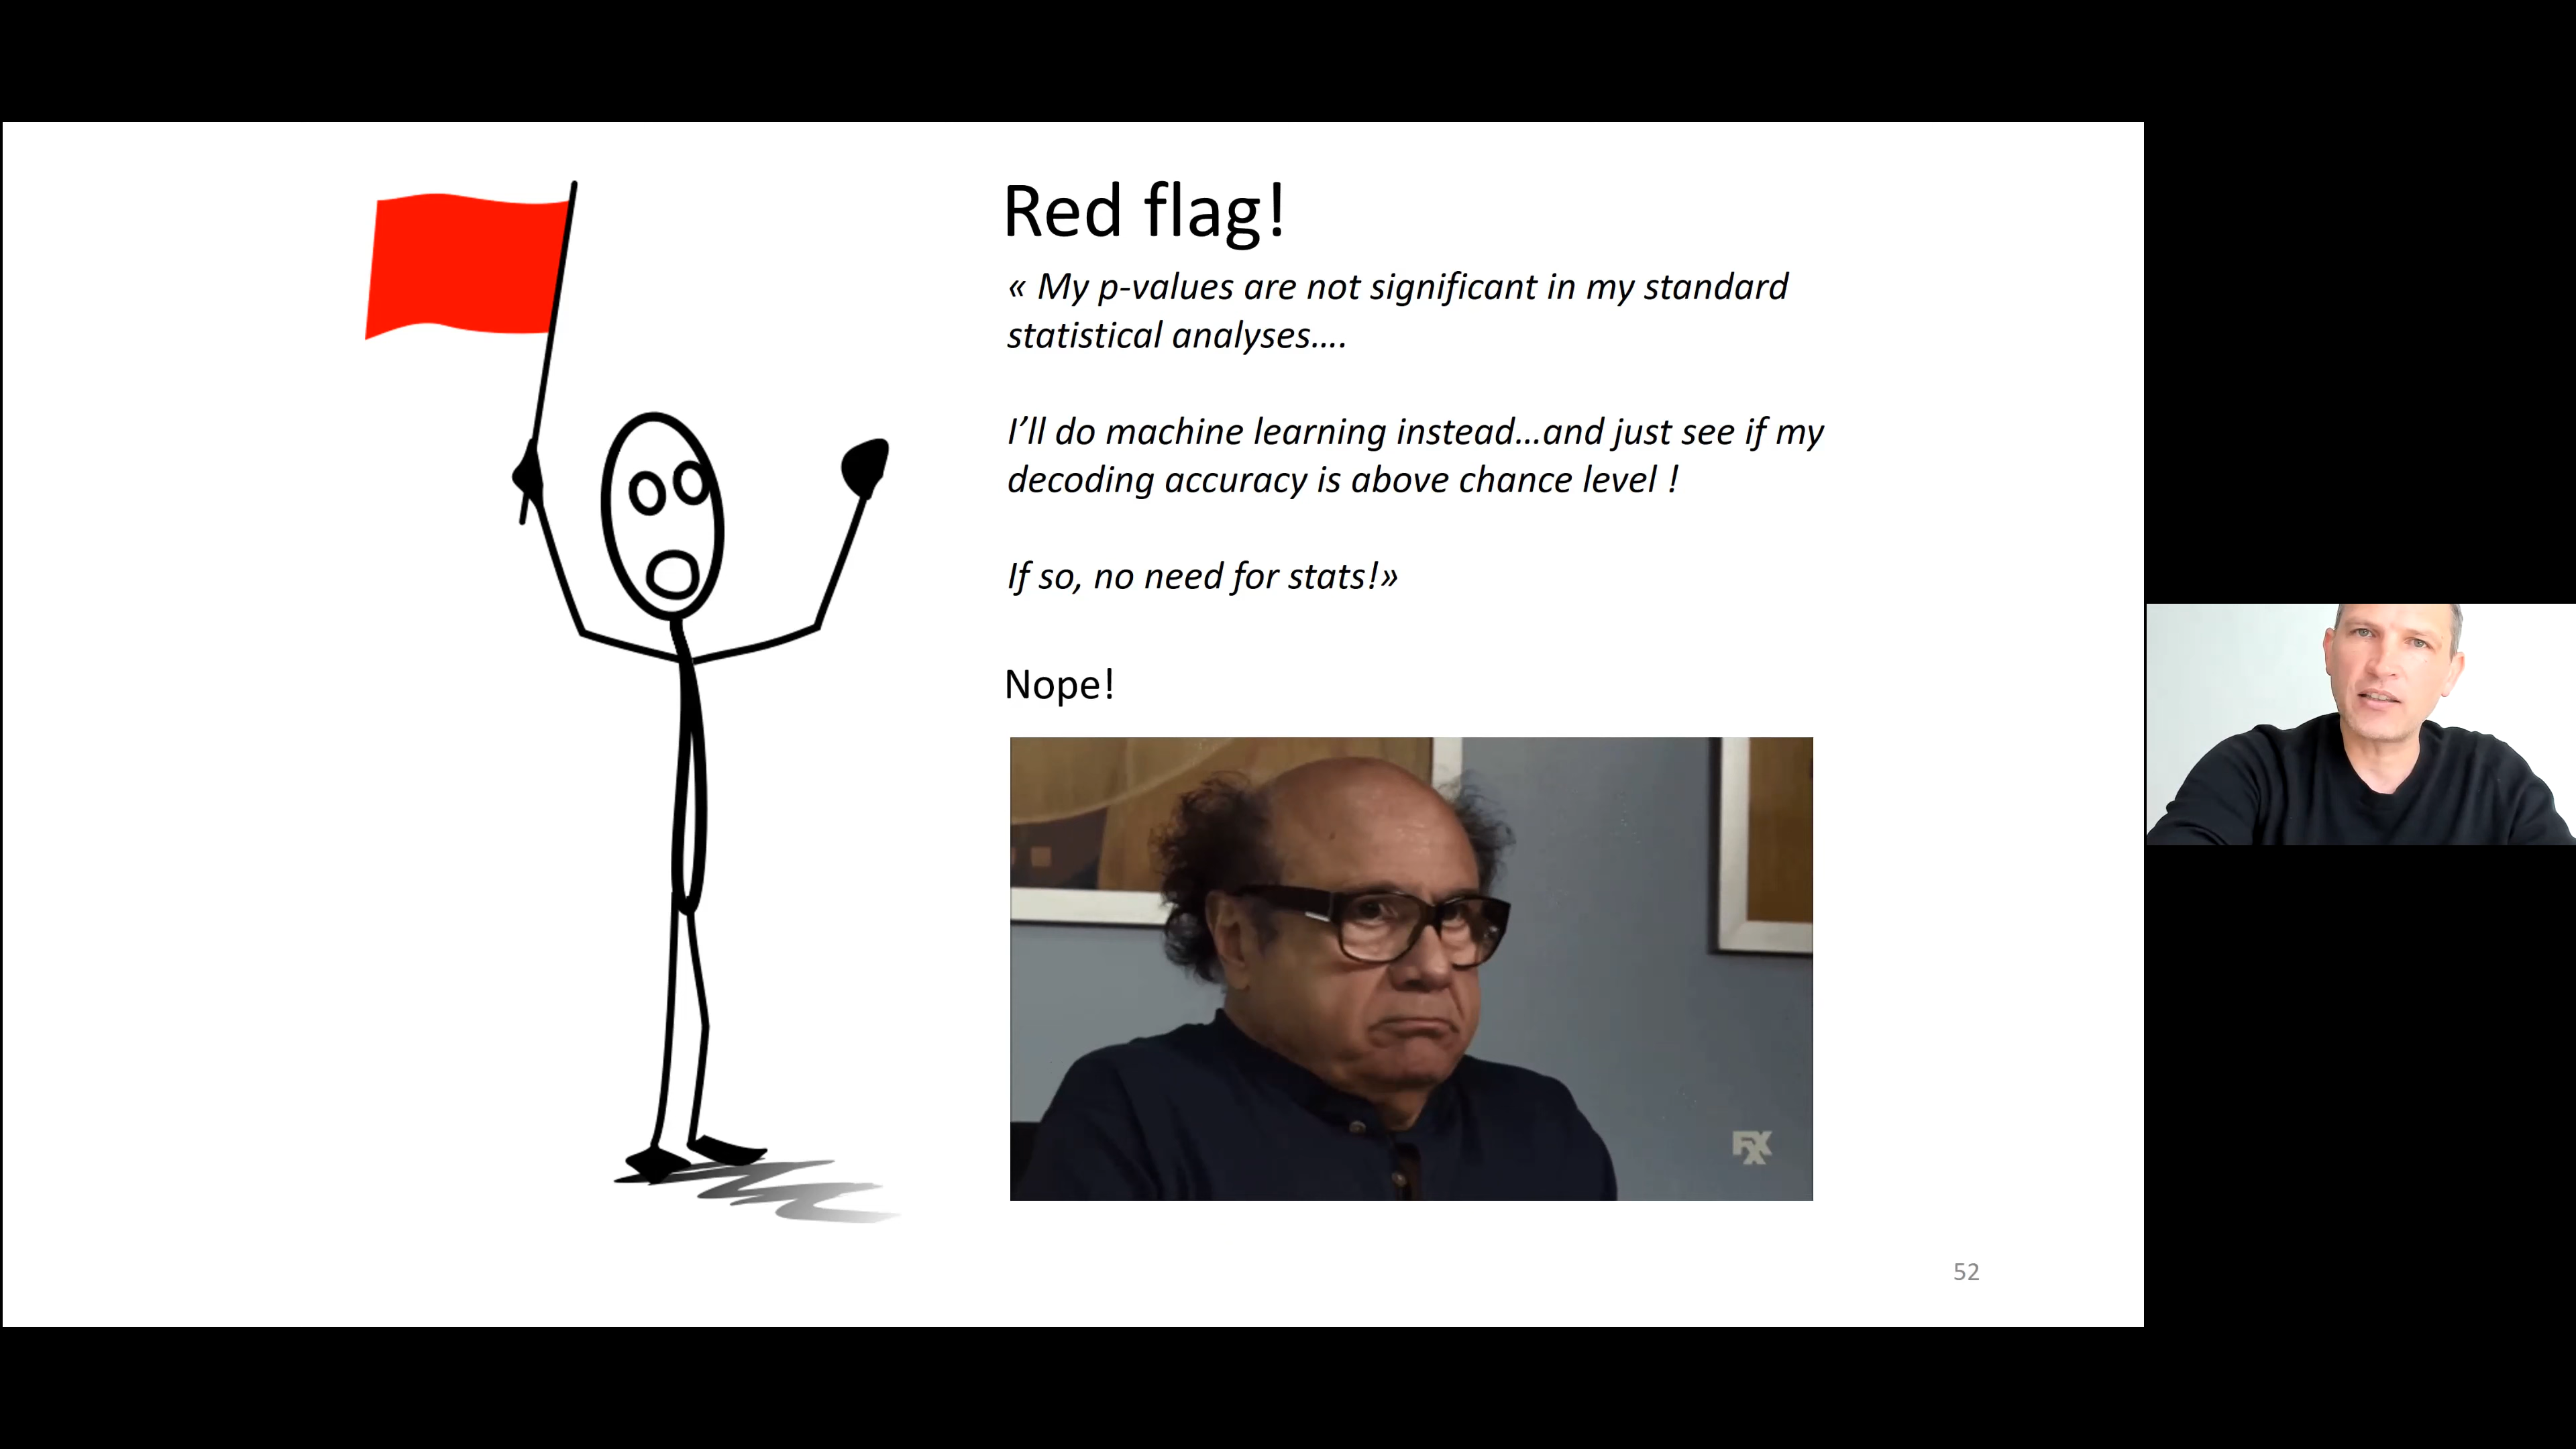 Red flag!
« My p-values are not significant in my standard
statistical analyses....
I'll do machine learning instead...and just see if my
decoding accuracy is above chance level !
If so, no need for stats!»
Nope!
FX
52